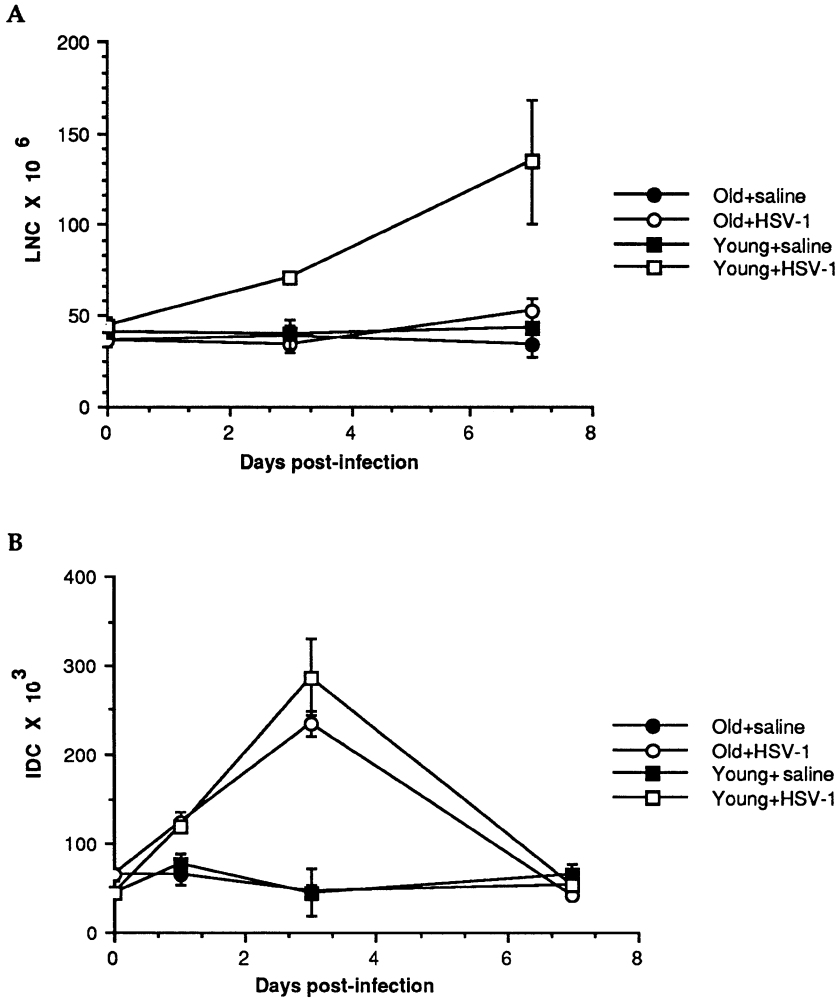 A
200
150
100
50
0
LNC X 10 6
0 2 4 6 8
Days post-infection
Old+saline
Old+HSV-1
Young+saline
Young+HSV-1
B
400
300
200
100
0
IDC X 10 3
0 2 4 6 8
Days post-infection
Old+saline
Old+HSV-1
Young+ saline
Young+HSV-1